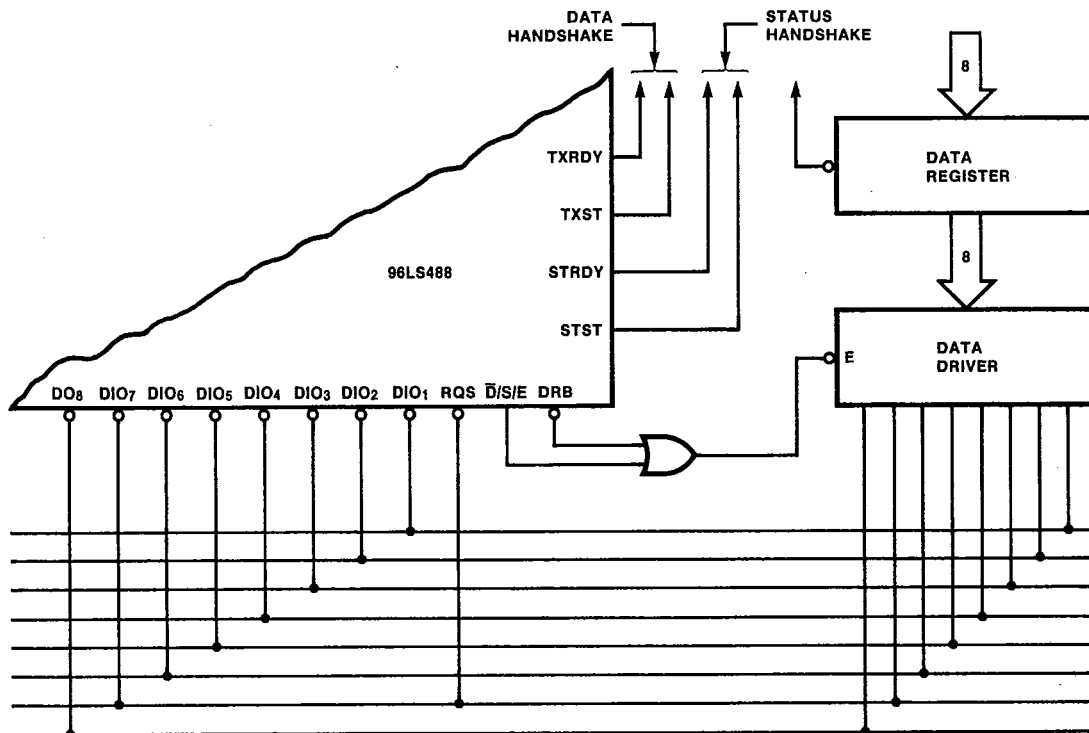 DATA
HANDSHAKE
STATUS
HANDSHAKE
8
TXRDY
DATA
REGISTER
TXST
96LS488
STRDY
8
STST
E
DATA
DRIVER
DO8 DIO7 DIO6 DIO5 DIO4 DIO3 DIO2 DIO1 RQS D̅/S/E DRB